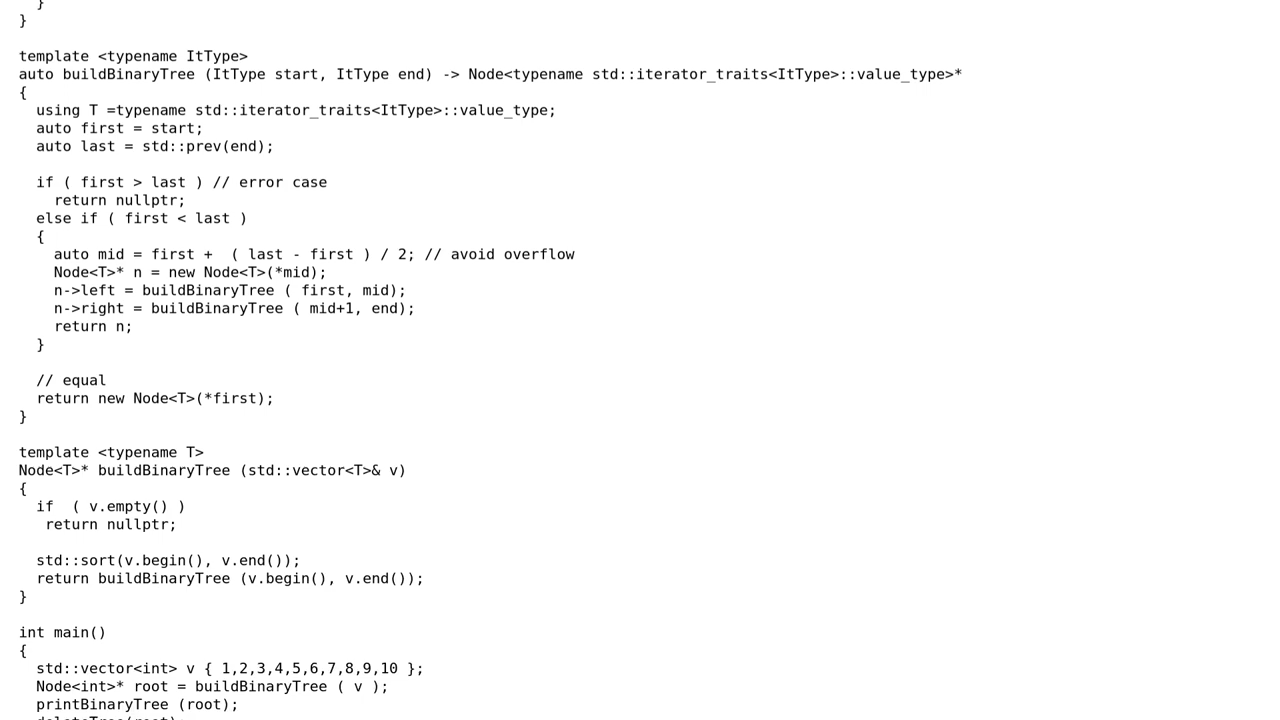 }
}
template <typename ItType>
auto buildBinaryTree (ItType start, ItType end) -> Node<typename std::iterator_traits<ItType>::value_type>*
{
  using T =typename std::iterator_traits<ItType>::value_type;
  auto first = start;
  auto last = std::prev(end);
  if ( first > last ) // error case
    return nullptr;
  else if ( first < last )
  {
    auto mid = first +  ( last - first ) / 2; // avoid overflow
    Node<T>* n = new Node<T>(*mid);
    n->left = buildBinaryTree ( first, mid);
    n->right = buildBinaryTree ( mid+1, end);
    return n;
  }
  // equal
  return new Node<T>(*first);
}
template <typename T>
Node<T>* buildBinaryTree (std::vector<T>& v)
{
  if  ( v.empty() )
   return nullptr;
  std::sort(v.begin(), v.end());
  return buildBinaryTree (v.begin(), v.end());
}
int main()
{
  std::vector<int> v { 1,2,3,4,5,6,7,8,9,10 };
  Node<int>* root = buildBinaryTree ( v );
  printBinaryTree (root);
  deleteTree(root);